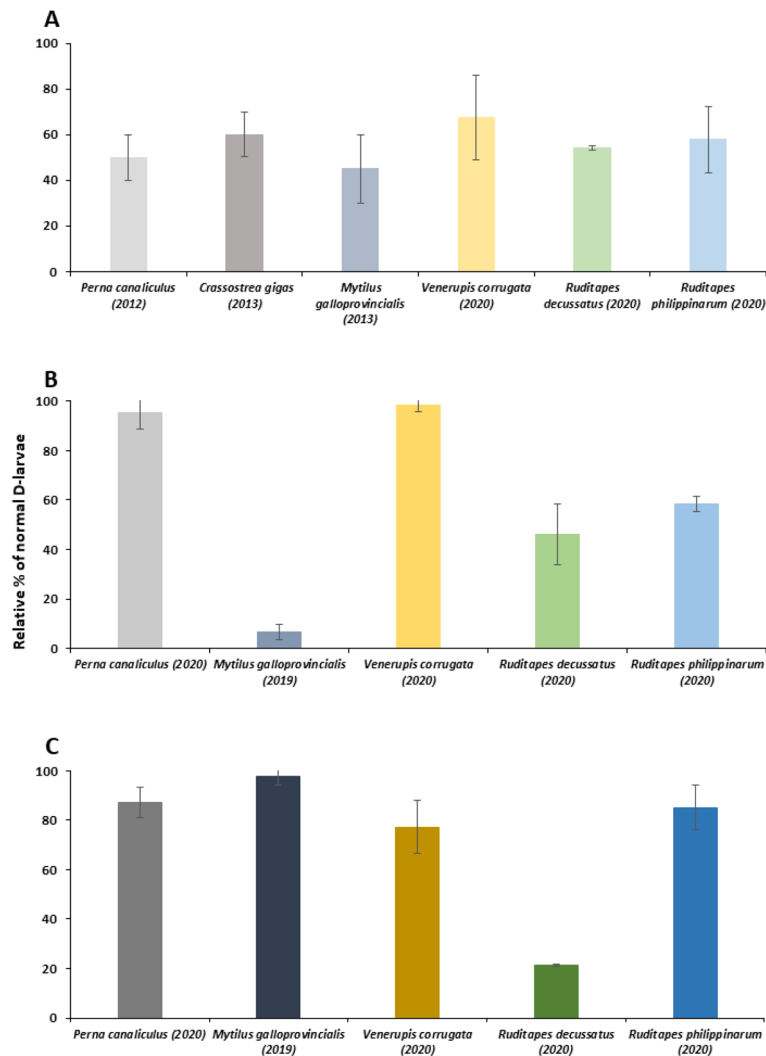 A
100
80
60
40
20
0
Perna canaliculus
(2012)
Crassostrea gigas
(2013)
Mytilus
galloprovincialis
(2013)
Venerupis corrugata
(2020)
Ruditapes
decussatus (2020)
Ruditapes
philippinarum (2020)
Relative % of normal D-larvae
B
100
80
60
40
20
0
Perna canaliculus (2020)
Mytilus galloprovincialis
(2019)
Venerupis corrugata
(2020)
Ruditapes decussatus
(2020)
Ruditapes philippinarum
(2020)
C
100
80
60
40
20
0
Perna canaliculus (2020)
Mytilus galloprovincialis
(2019)
Venerupis corrugata
(2020)
Ruditapes decussatus
(2020)
Ruditapes philippinarum
(2020)